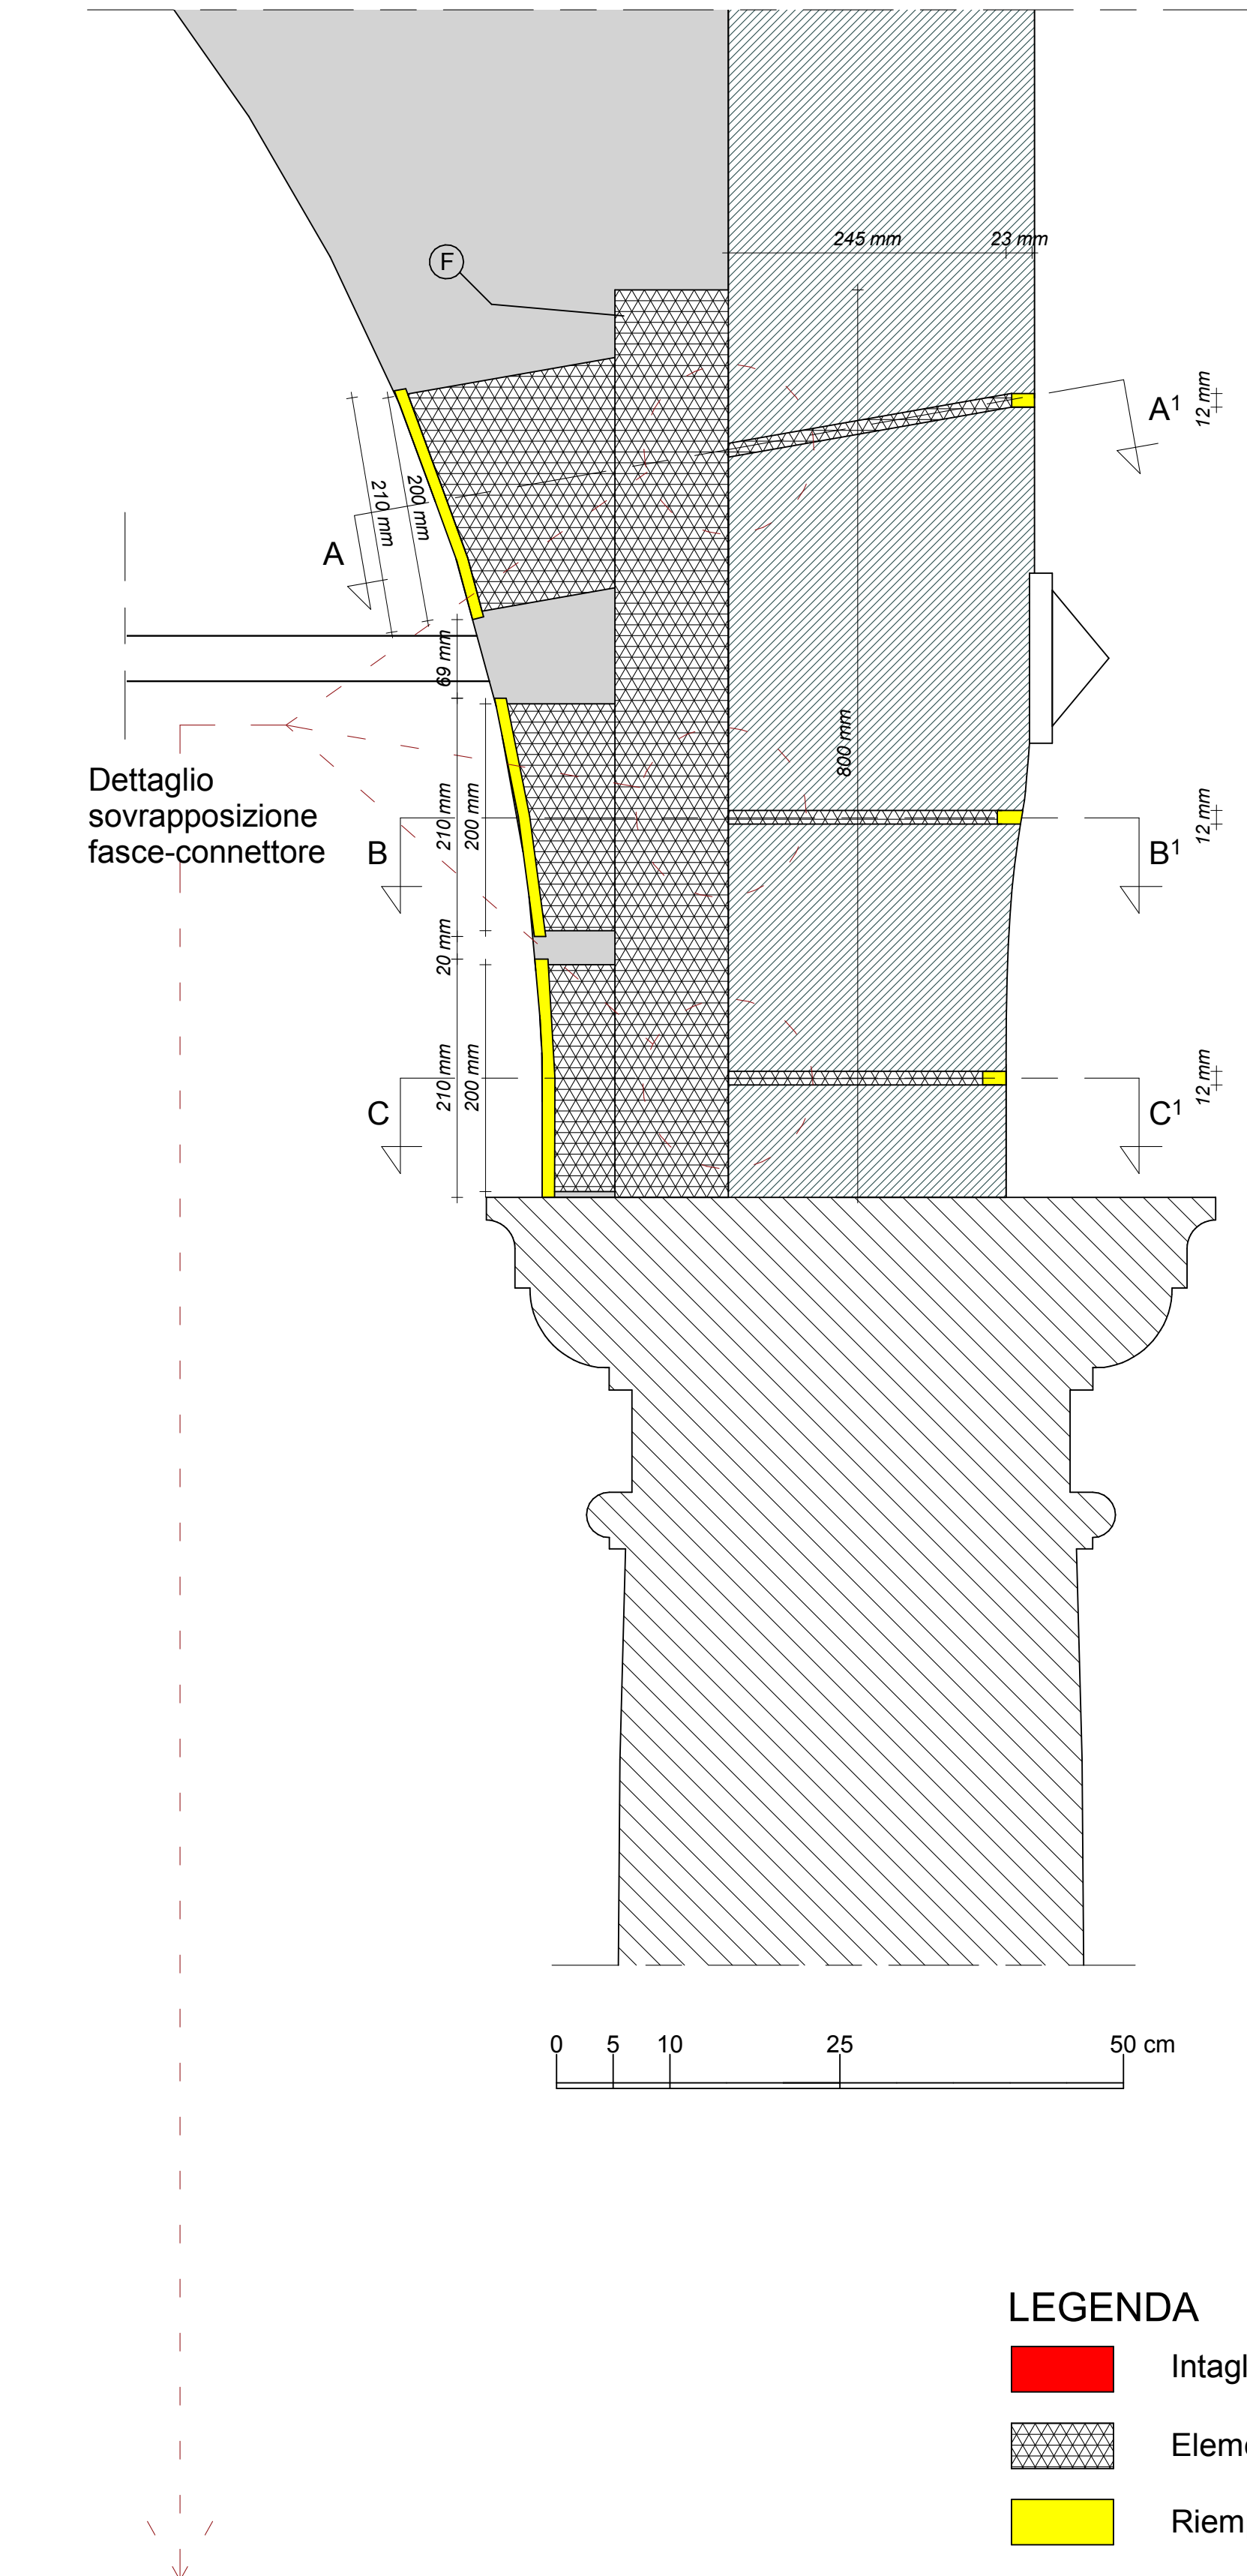 245 mm
23 mm
F
12 mm
A¹
200 mm
210 mm
A
69 mm
800 mm
Dettaglio
sovrapposizione
fasce-connettore
210 mm
200 mm
B
B¹
12 mm
20 mm
210 mm
200 mm
C
C¹
12 mm
0 5 10 25 50 cm
LEGENDA